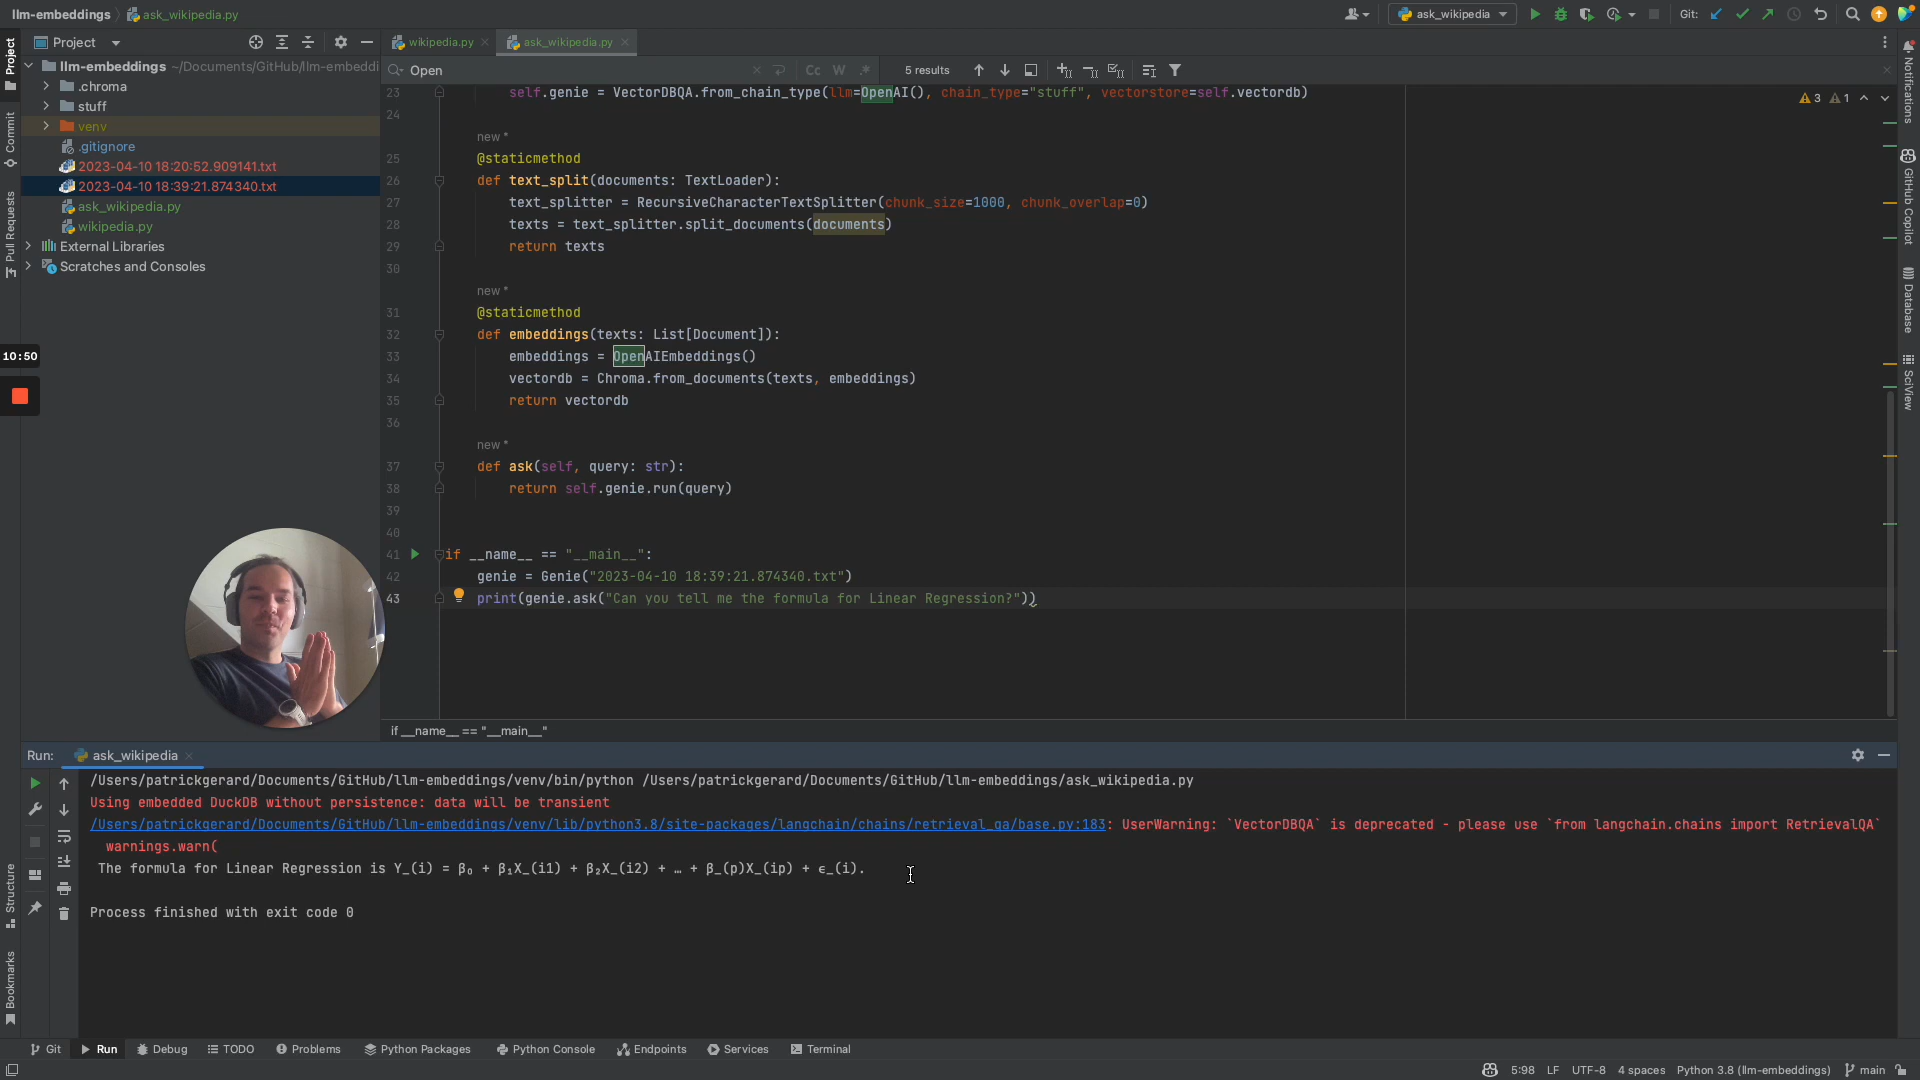 llm-embeddings ask_wikipedia.py
ask_wikipedia
Git:
Project
wikipedia.py
ask_wikipedia.py
Open
Cc
W
.*
5 results
llm-embeddings ~/Documents/GitHub/llm-embeddi
.chroma
stuff
venv
.gitignore
2023-04-10 18:20:52.909141.txt
2023-04-10 18:39:21.874340.txt
ask_wikipedia.py
wikipedia.py
External Libraries
Scratches and Consoles
Project
Commit
Pull Requests
10:50
3
1
23 self.genie = VectorDBQA.from_chain_type(llm=OpenAI(), chain_type="stuff", vectorstore=self.vectordb)
24
new *
25 @staticmethod
26 def text_split(documents: TextLoader):
27 text_splitter = RecursiveCharacterTextSplitter(chunk_size=1000, chunk_overlap=0)
28 texts = text_splitter.split_documents(documents)
29 return texts
30
new *
31 @staticmethod
32 def embeddings(texts: List[Document]):
33 embeddings = OpenAIEmbeddings()
34 vectordb = Chroma.from_documents(texts, embeddings)
35 return vectordb
36
new *
37 def ask(self, query: str):
38 return self.genie.run(query)
39
40
41 if __name__ == "__main__":
42 genie = Genie("2023-04-10 18:39:21.874340.txt")
43 print(genie.ask("Can you tell me the formula for Linear Regression?"))
if __name__ == "__main__"
Notifications
GitHub Copilot
Database
SciView
Run: ask_wikipedia
/Users/patrickgerard/Documents/GitHub/llm-embeddings/venv/bin/python /Users/patrickgerard/Documents/GitHub/llm-embeddings/ask_wikipedia.py
Using embedded DuckDB without persistence: data will be transient
/Users/patrickgerard/Documents/GitHub/llm-embeddings/venv/lib/python3.8/site-packages/langchain/chains/retrieval_qa/base.py:183: UserWarning: `VectorDBQA` is deprecated - please use `from langchain.chains import RetrievalQA`
warnings.warn(
The formula for Linear Regression is Y_(i) = β₀ + β₁X_(i1) + β₂X_(i2) + … + β_(p)X_(ip) + ϵ_(i).
Process finished with exit code 0
Structure
Bookmarks
Git
Run
Debug
TODO
Problems
Python Packages
Python Console
Endpoints
Services
Terminal
5:98 LF UTF-8 4 spaces Python 3.8 (llm-embeddings) main